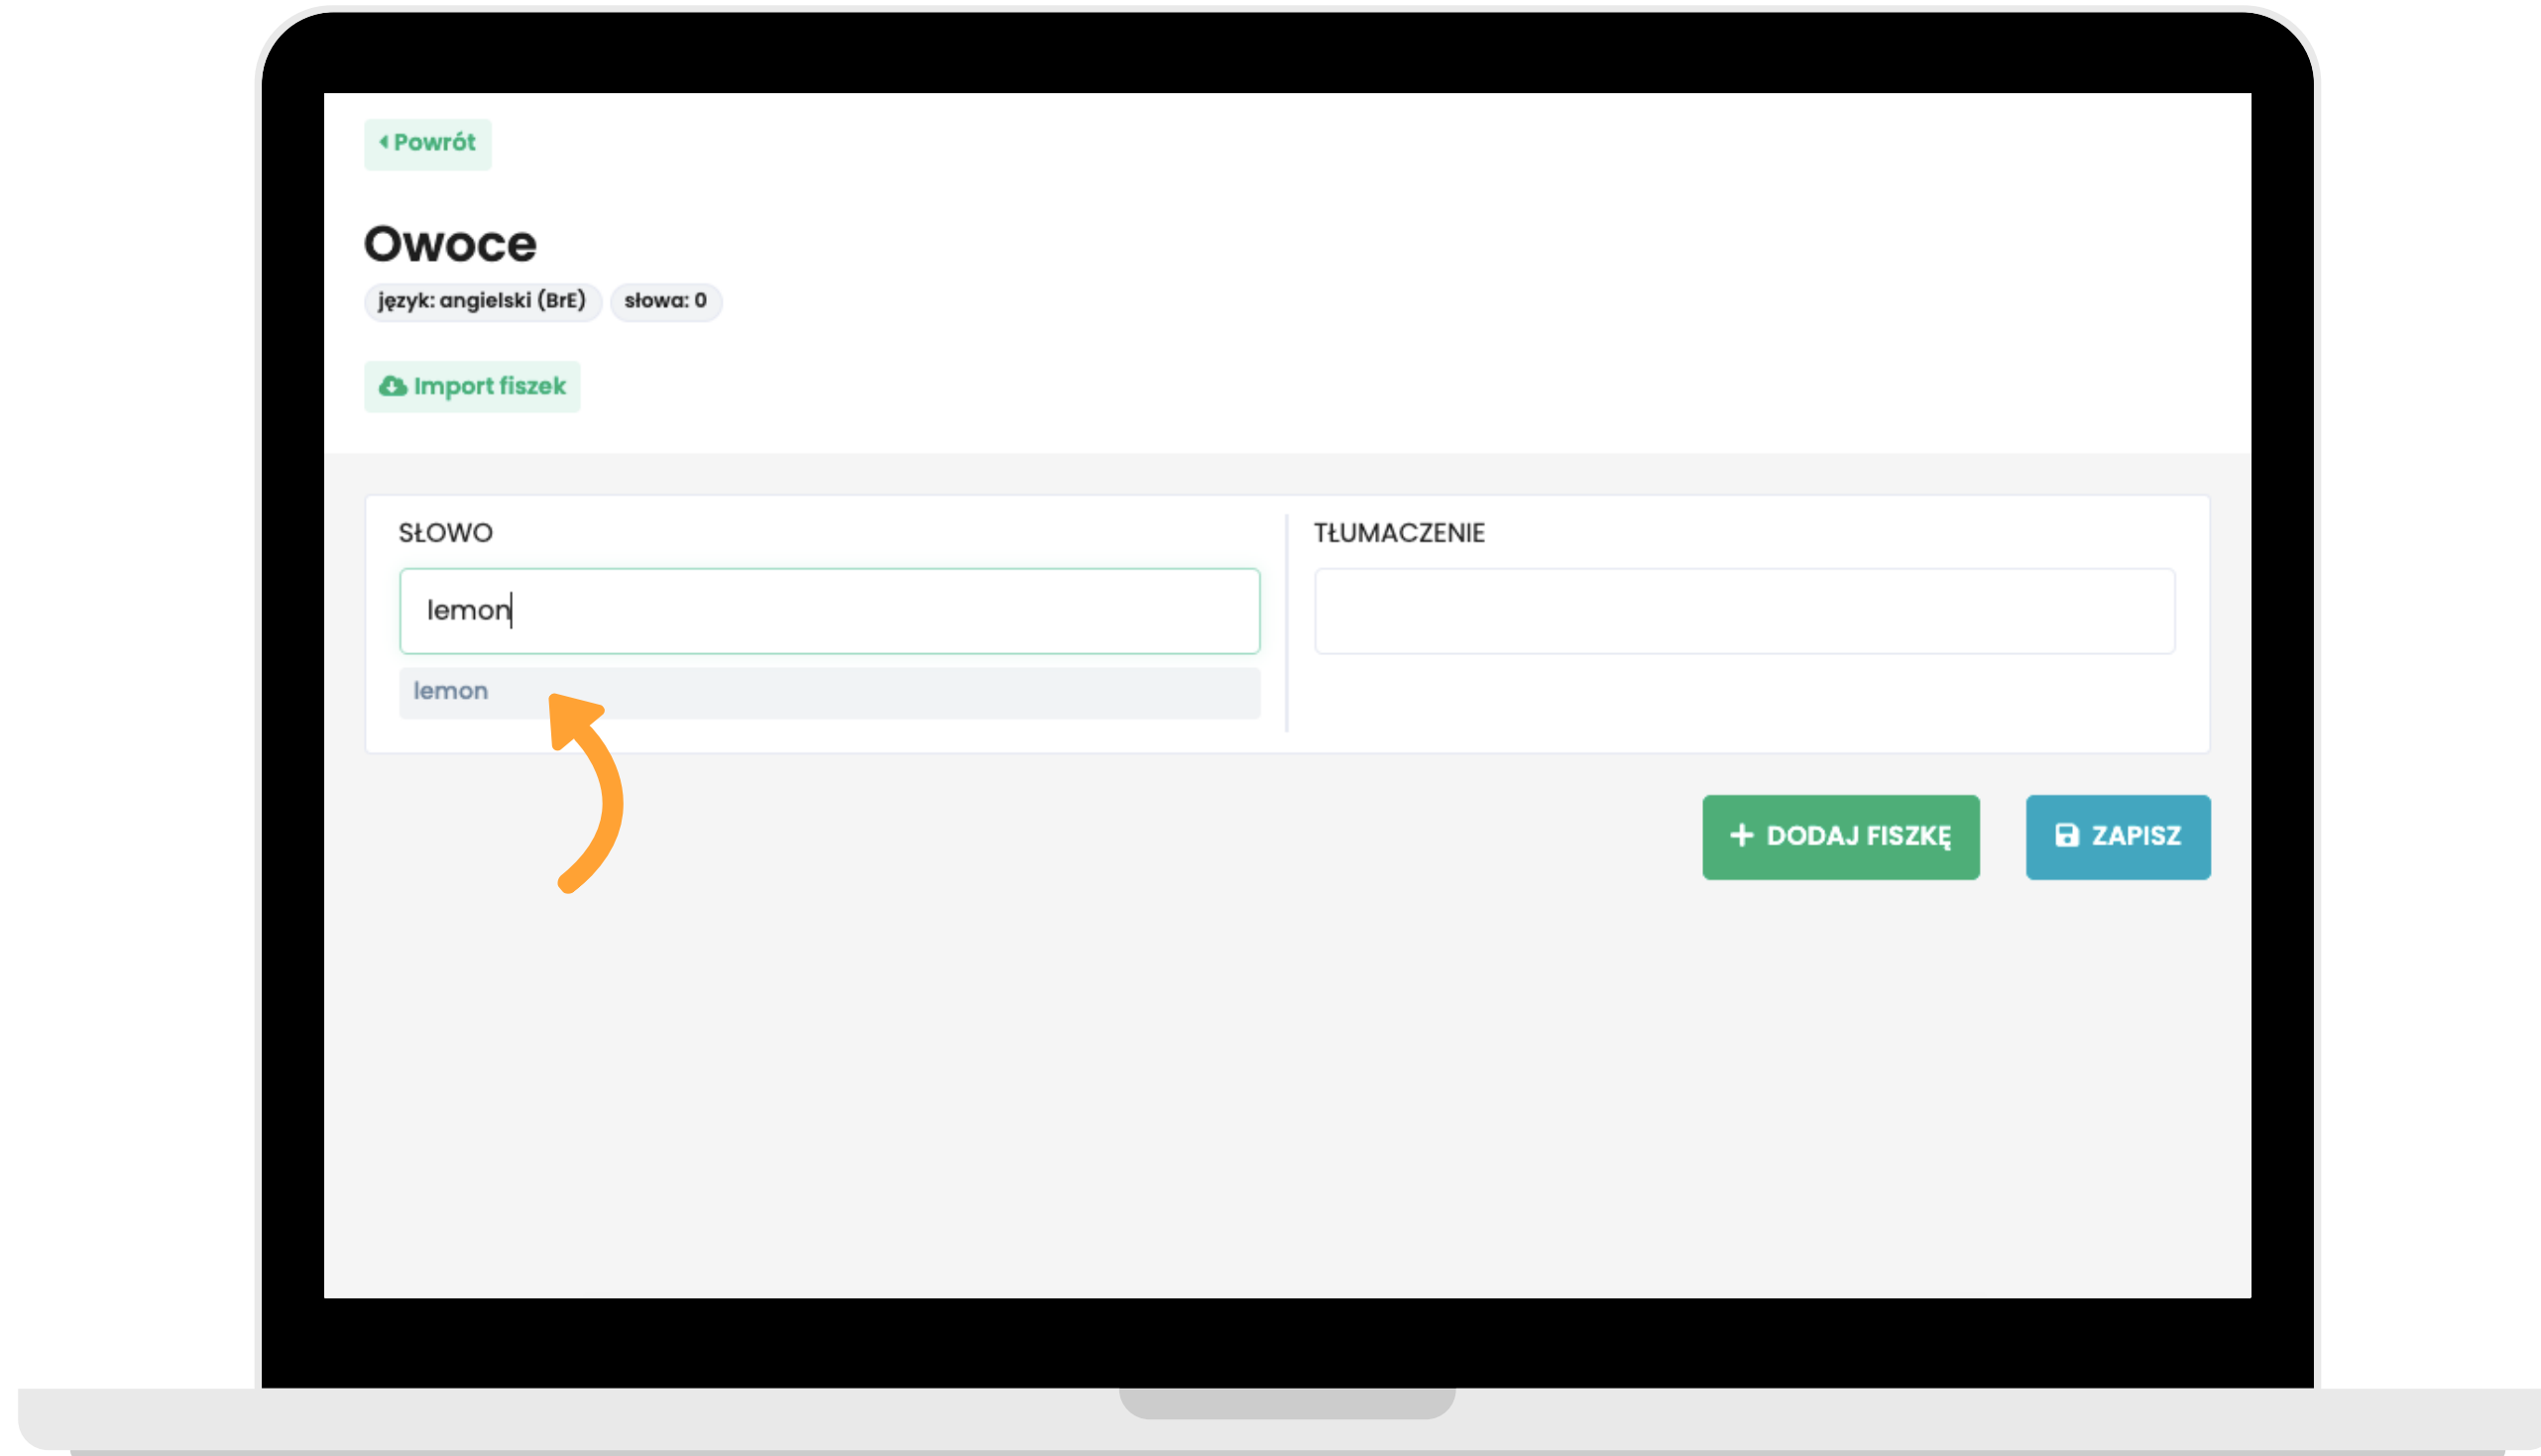 Powrót
Owoce
język: angielski (BrE) słowa: 0
Import fiszek
SŁOWO TŁUMACZENIE
lemon
lemon
+ DODAJ FISZKĘ ZAPISZ